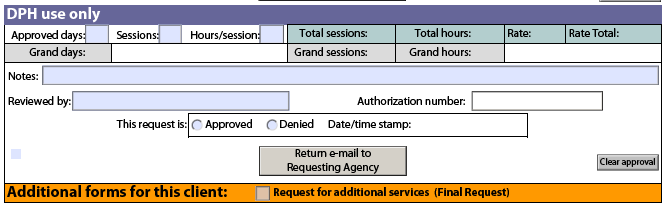 DPH use only
Approved days: Sessions: Hours/session: Total sessions: Total hours: Rate: Rate Total:
Grand days: Grand sessions: Grand hours:
Notes:
Reviewed by: Authorization number:
This request is: Approved Denied Date/time stamp:
Return e-mail to
Requesting Agency
Clear approval
Additional forms for this client: Request for additional services (Final Request)